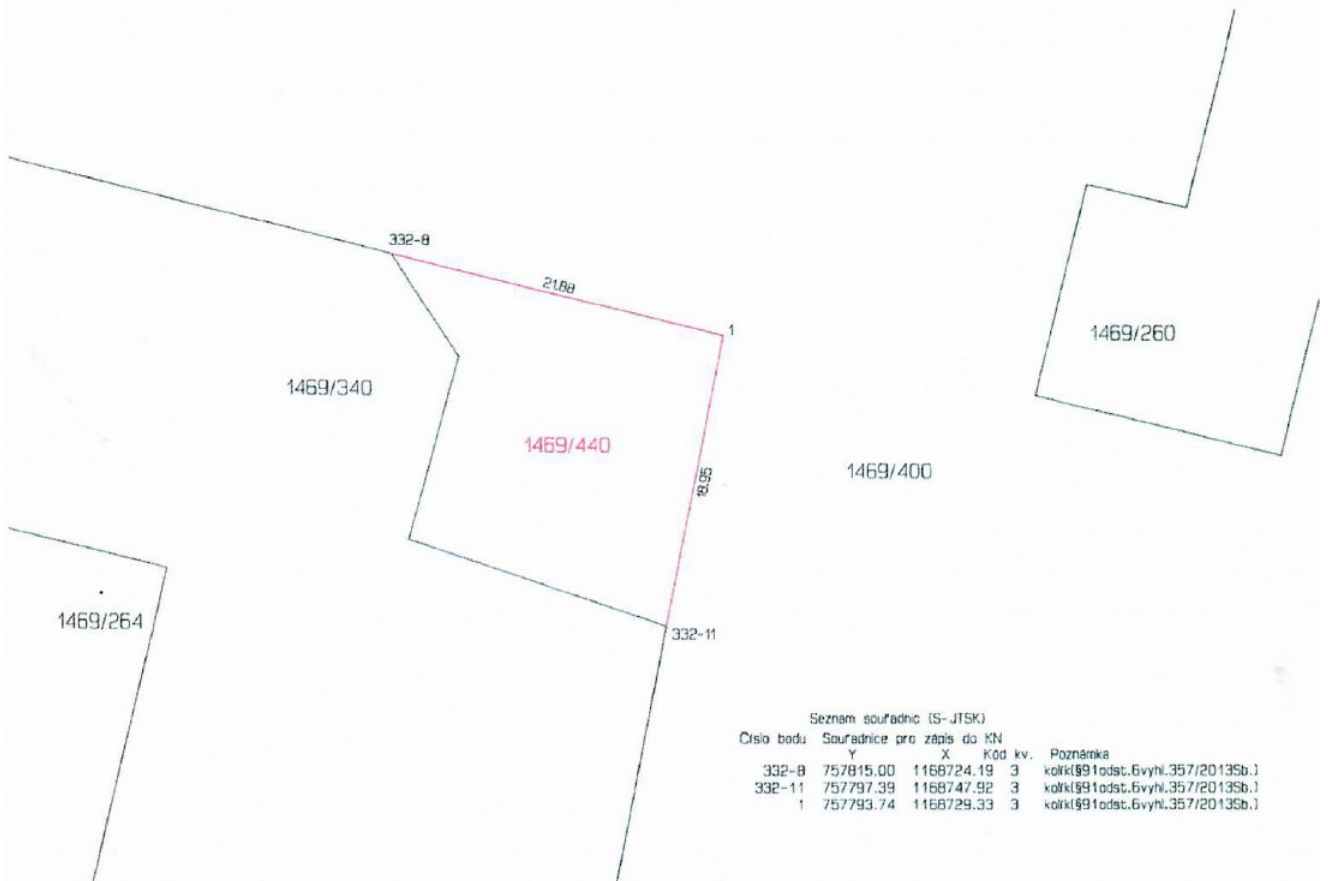 332-8
21.88
1
1469/260
1469/340
1469/440
1469/400
18.95
1469/264
332-11
Seznam souřadnic (S-JTSK)
Číslo bodu Souřadnice pro zápis do KN
Y X Kód kv. Poznámka
332-8 757815.00 1168724.19 3 kolík(§91odst.6vyhl.357/2013Sb.)
332-11 757797.39 1168747.92 3 kolík(§91odst.6vyhl.357/2013Sb.)
1 757793.74 1168729.33 3 kolík(§91odst.6vyhl.357/2013Sb.)